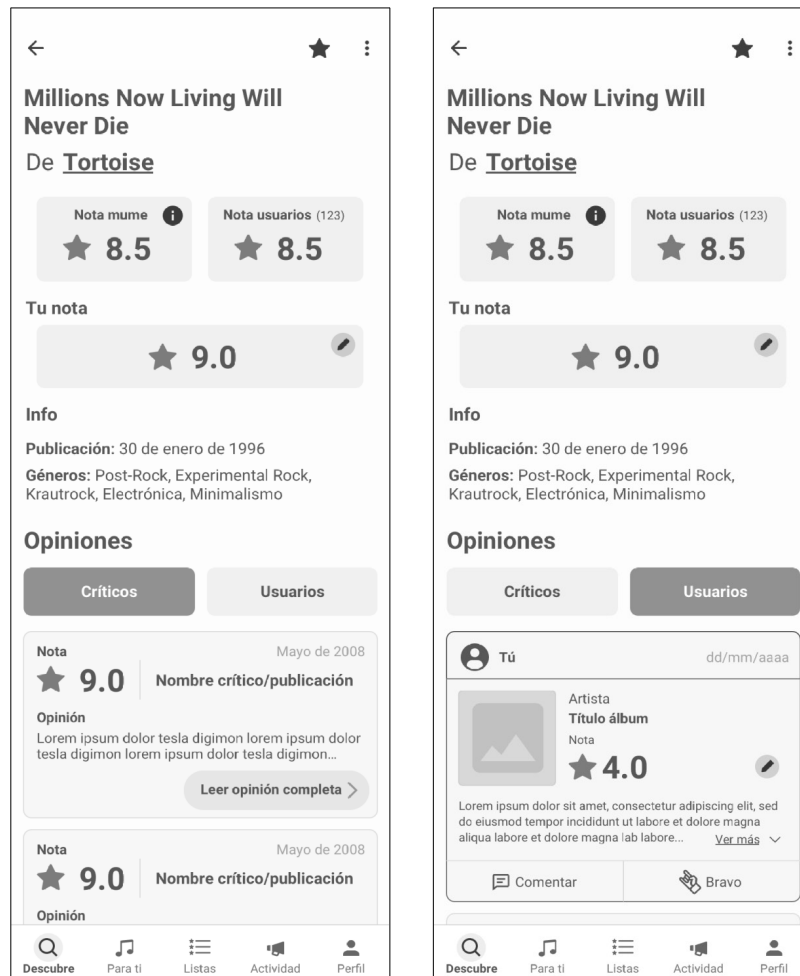 Millions Now Living Will
Never Die
De Tortoise
Nota mume
Nota usuarios (123)
8.5
8.5
Tu nota
9.0
Info
Publicación: 30 de enero de 1996
Géneros: Post-Rock, Experimental Rock,
Krautrock, Electrónica, Minimalismo
Opiniones
Críticos
Usuarios
Nota
Mayo de 2008
9.0
Nombre crítico/publicación
Opinión
Lorem ipsum dolor tesla digimon lorem ipsum dolor
tesla digimon lorem ipsum dolor tesla digimon...
Leer opinión completa
Nota
Mayo de 2008
9.0
Nombre crítico/publicación
Opinión
Descubre
Para ti
Listas
Actividad
Perfil
Millions Now Living Will
Never Die
De Tortoise
Nota mume
Nota usuarios (123)
8.5
8.5
Tu nota
9.0
Info
Publicación: 30 de enero de 1996
Géneros: Post-Rock, Experimental Rock,
Krautrock, Electrónica, Minimalismo
Opiniones
Críticos
Usuarios
Tú
dd/mm/aaaa
Artista
Título álbum
Nota
4.0
Lorem ipsum dolor sit amet, consectetur adipiscing elit, sed
do eiusmod tempor incididunt ut labore et dolore magna
aliqua labore et dolore magna lab labore...
Ver más
Comentar
Bravo
Descubre
Para ti
Listas
Actividad
Perfil